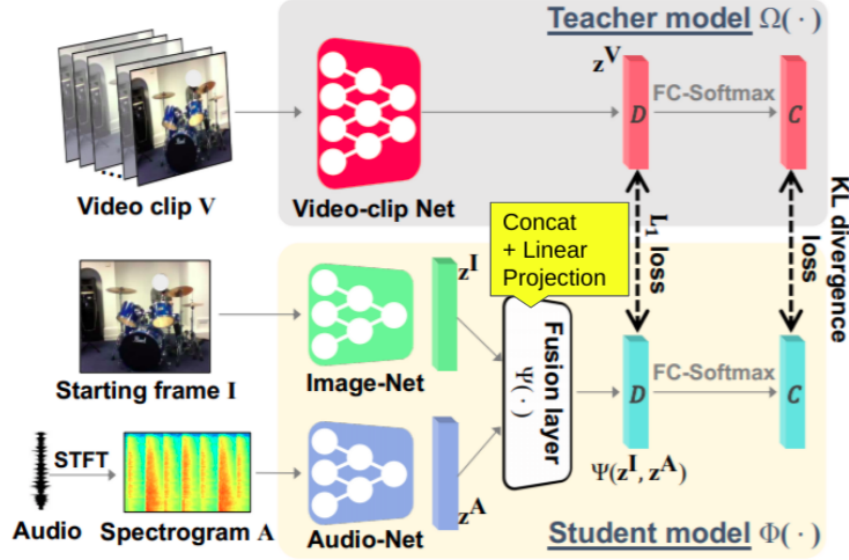 Teacher model Ω(·)
z^V
FC-Softmax
D
C
Video clip V
Video-clip Net
Concat
+ Linear
Projection
L₁ loss
KL divergence
loss
z^I
Fusion layer
Ψ(·)
Starting frame I
Image-Net
D
FC-Softmax
C
STFT
Ψ(z^I, z^A)
z^A
Audio
Spectrogram A
Audio-Net
Student model Φ(·)